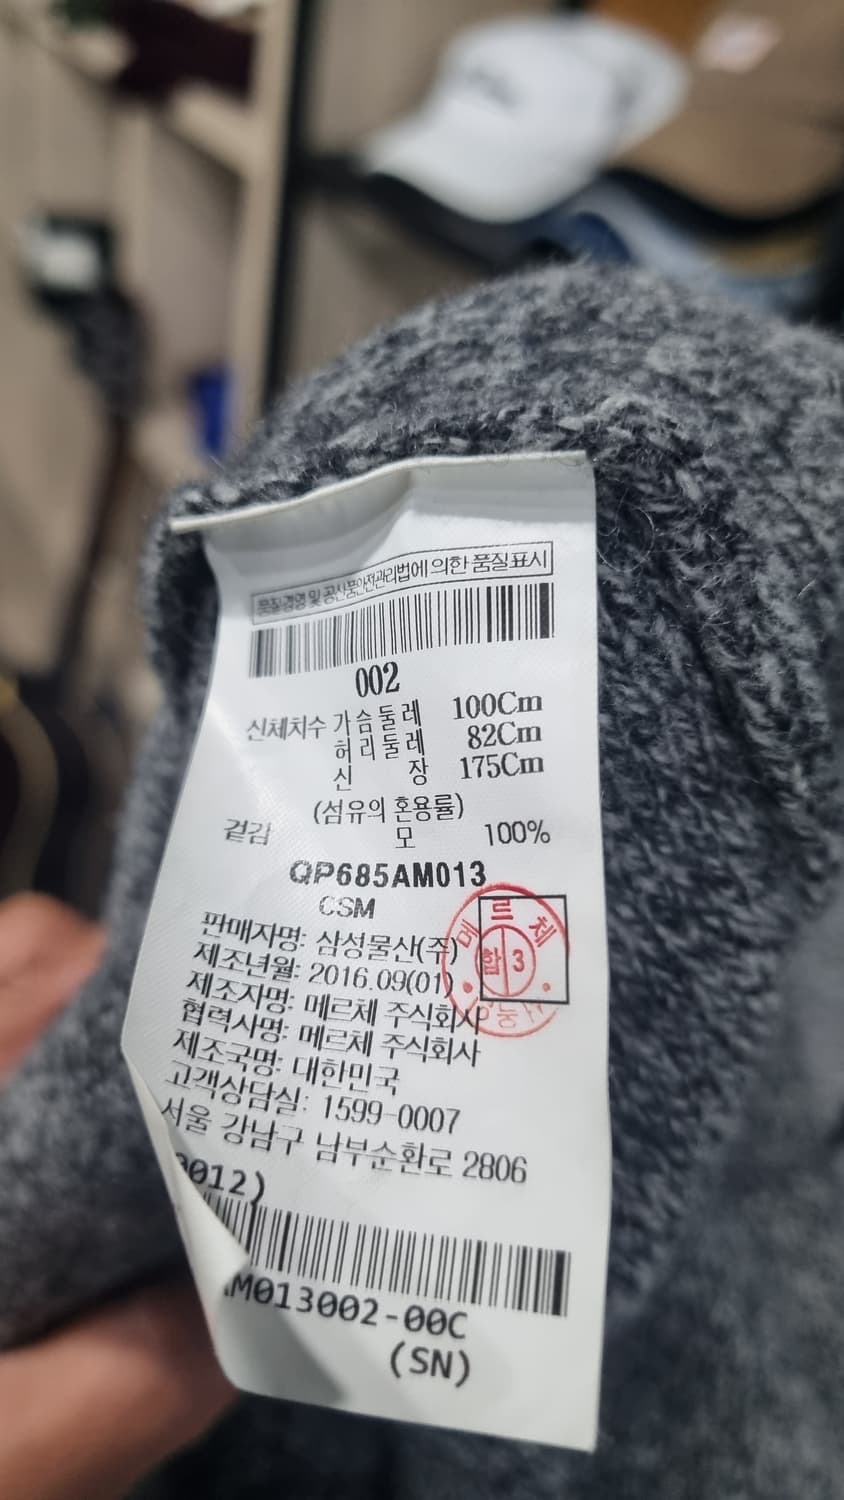 품질경영 및 공산품안전관리법에 의한 품질표시
002
신체치수 가슴둘레 100Cm
허리둘레 82Cm
신 장 175Cm
(섬유의 혼용률)
겉감 모 100%
QP685AM013
CSM
메르체
합 3
판매자명: 삼성물산(주)
제조년월: 2016.09(01)
제조자명: 메르체 주식회사
협력사명: 메르체 주식회사
제조국명: 대한민국
고객상담실: 1599-0007
서울 강남구 남부순환로 2806
0012)
M013002-00C
(SN)